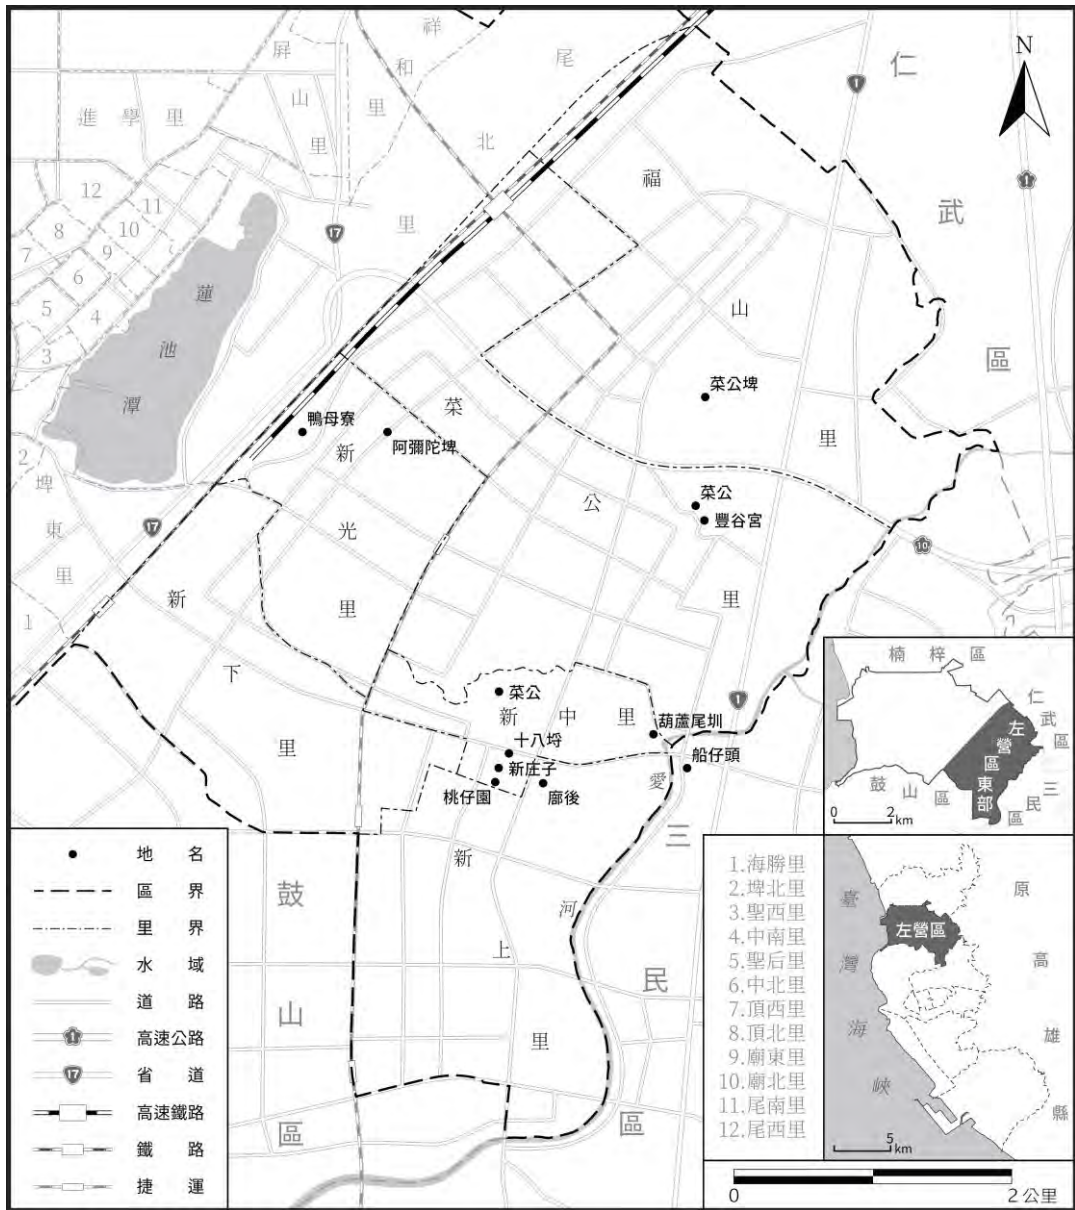 N
仁武區
屏山里
祥和里
尾北里
進學里
12
11
10
9
8
7
6
5
4
3
2
1
埤東里
蓮池潭
17
17
1
1
1
10
福山里
菜公里
新光里
新下里
新中里
新上里
菜公埤
鴨母寮
阿彌陀埤
菜公
豐谷宮
菜公
葫蘆尾圳
十八埒
船仔頭
新庄子
桃仔園
廍後
愛河
三民區
鼓山區
地名
區界
里界
水域
道路
1
高速公路
17
省道
高速鐵路
鐵路
捷運
楠梓區
仁武區
左營區東部
鼓山區
三民區
0 2 km
1.海勝里
2.埤北里
3.聖西里
4.中南里
5.聖后里
6.中北里
7.頂西里
8.頂北里
9.廟東里
10.廟北里
11.尾南里
12.尾西里
臺灣海峽
左營區
原高雄縣
5 km
0 2公里